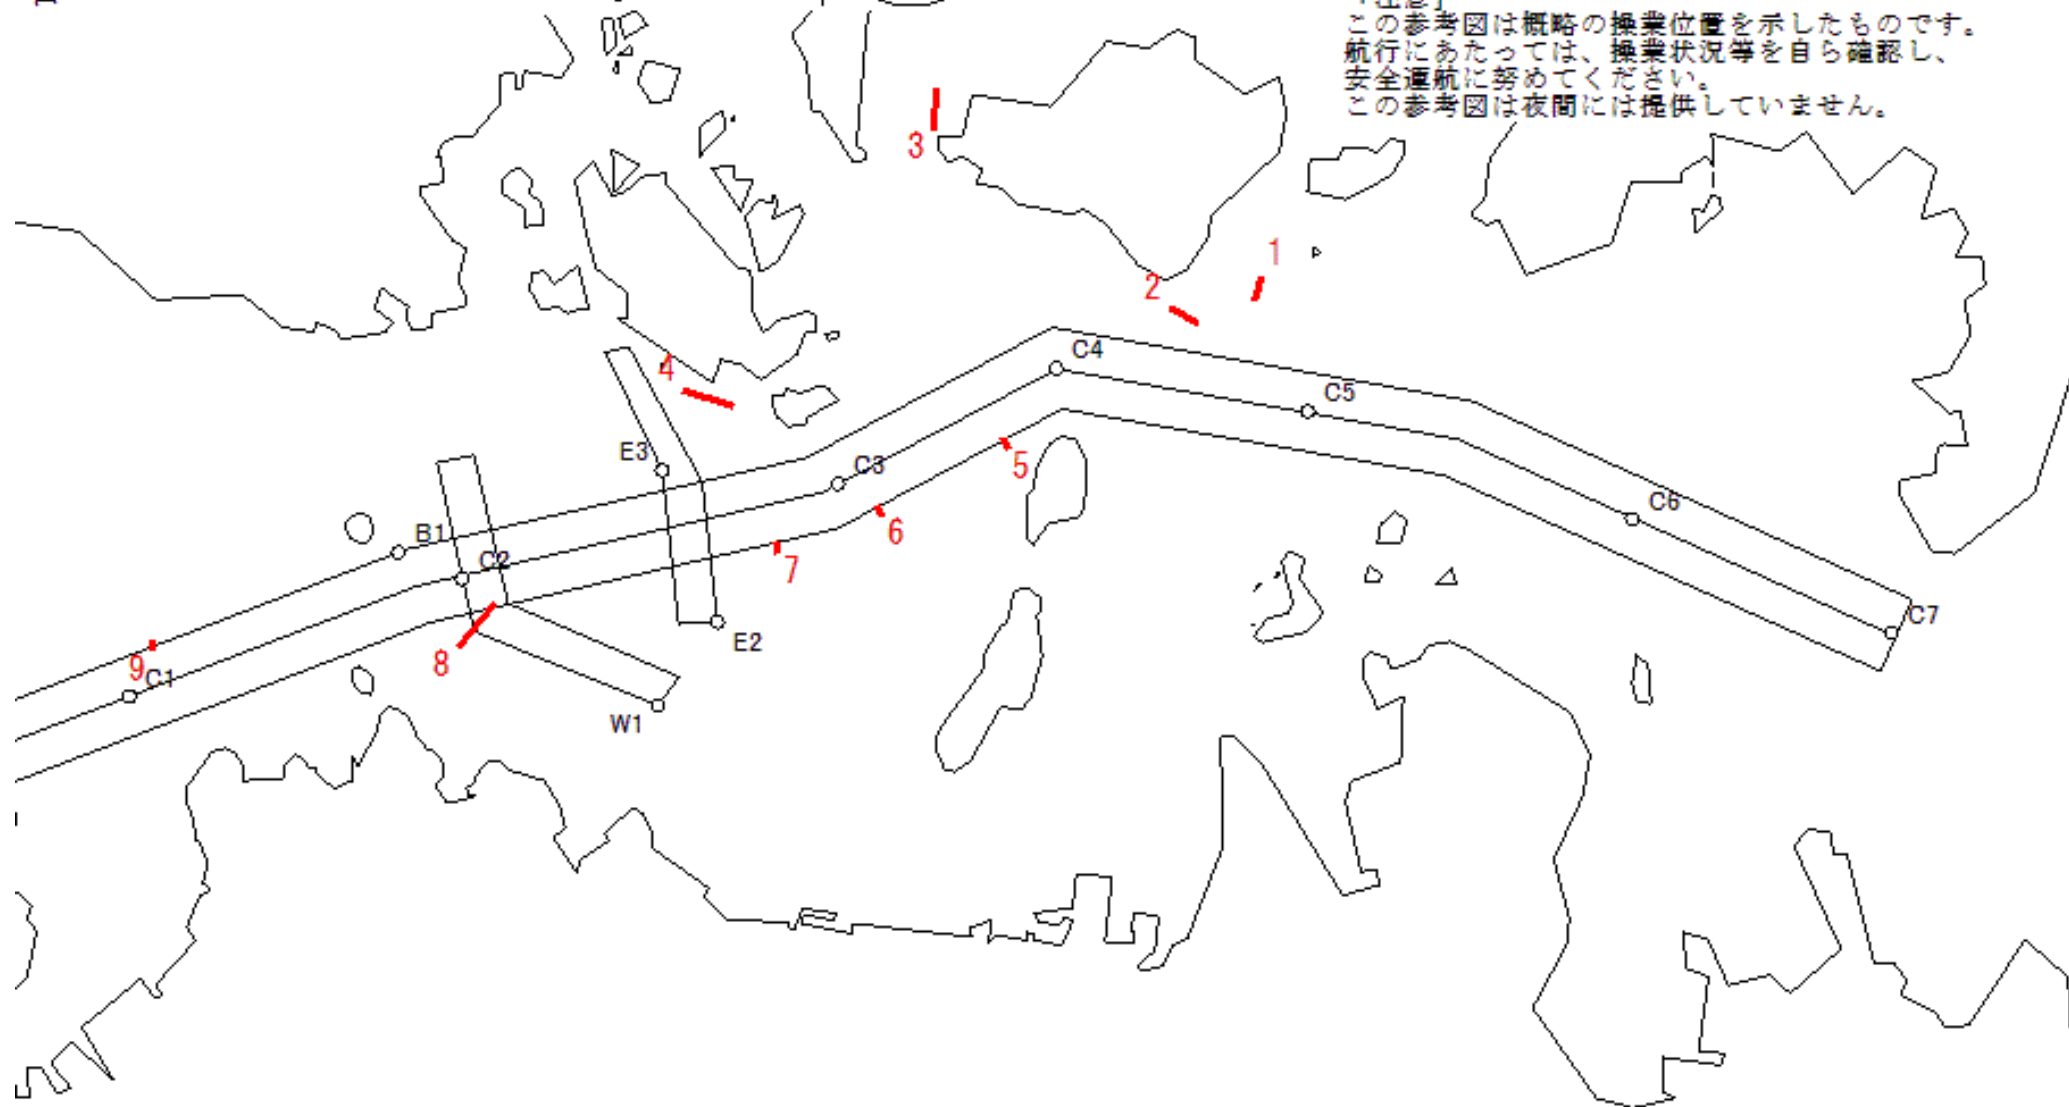 この参考図は概略の操業位置を示したものです。
航行にあたっては、操業状況等を自ら確認し、
安全運航に努めてください。
この参考図は夜間には提供していません。
3
1
2
4
C4
C5
E3
C3
5
C6
B1
6
C2
7
C7
E2
8
9
C1
W1